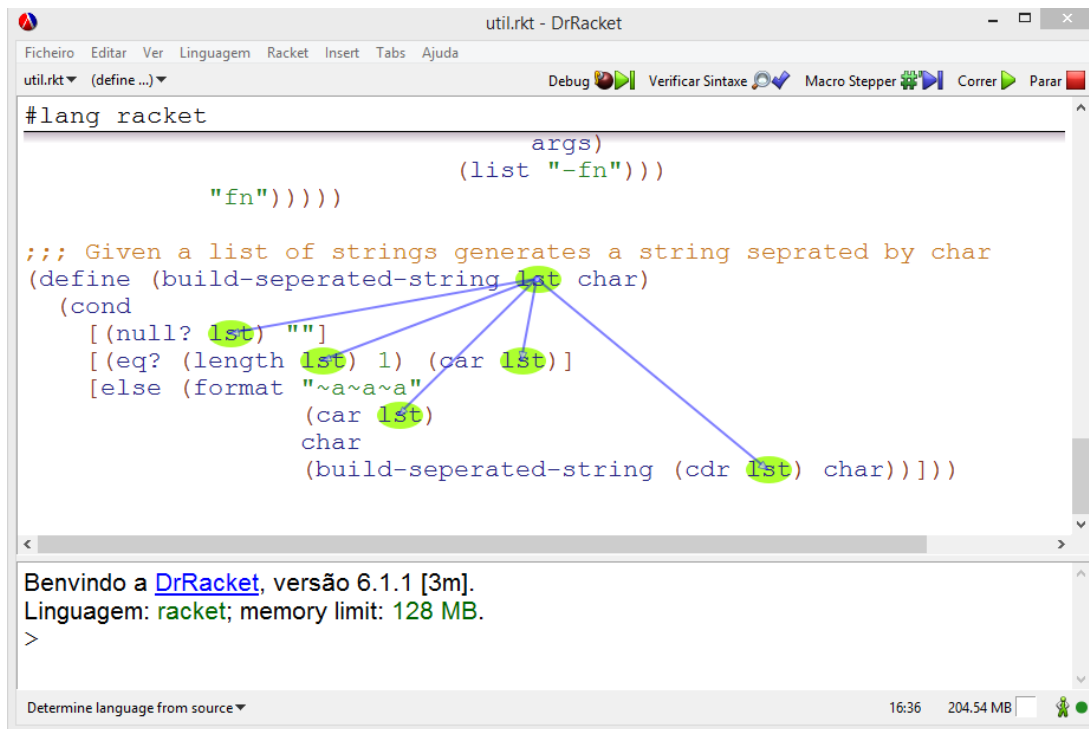 util.rkt - DrRacket
Ficheiro Editar Ver Linguagem Racket Insert Tabs Ajuda
util.rkt (define ...) Debug Verificar Sintaxe Macro Stepper Correr Parar
#lang racket
args)
(list "-fn")))
"fn")))))
;;; Given a list of strings generates a string seprated by char
(define (build-seperated-string lst char)
(cond
[(null? lst) ""]
[(eq? (length lst) 1) (car lst)]
[else (format "~a~a~a"
(car lst)
char
(build-seperated-string (cdr lst) char))]))
Benvindo a DrRacket, versão 6.1.1 [3m].
Linguagem: racket; memory limit: 128 MB.
>
Determine language from source 16:36 204.54 MB